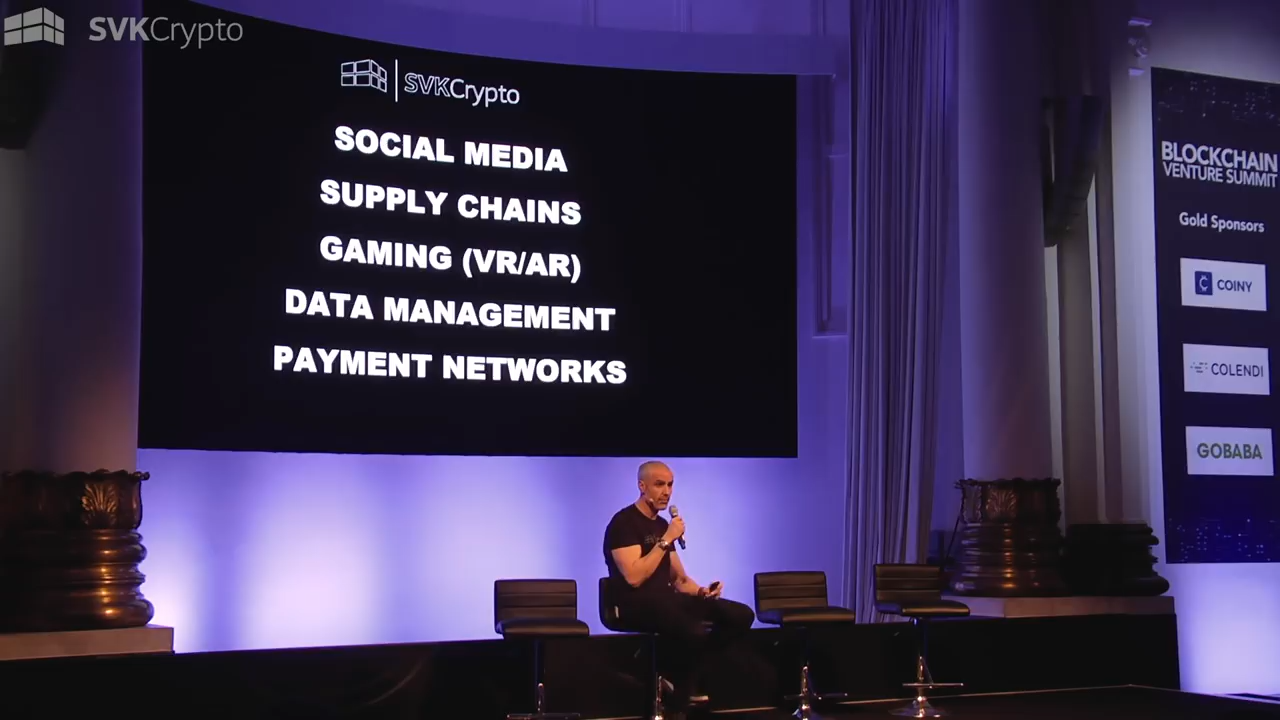 SVKCrypto
SVKCrypto
SOCIAL MEDIA
SUPPLY CHAINS
GAMING (VR/AR)
DATA MANAGEMENT
PAYMENT NETWORKS
BLOCKCHAIN
VENTURE SUMMIT
Gold Sponsors
COINY
COLENDI
GOBABA